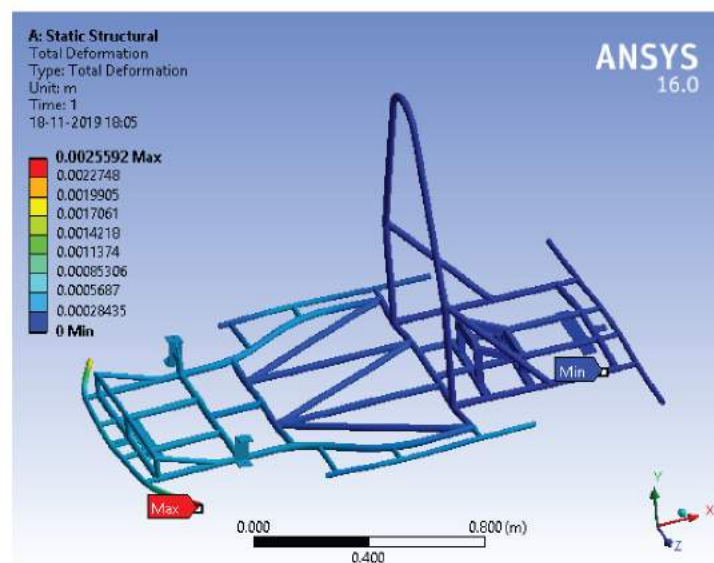 A: Static Structural
Total Deformation
Type: Total Deformation
Unit: m
Time: 1
18-11-2019 18:05
ANSYS
16.0
0.0025592 Max
0.0022748
0.0019905
0.0017061
0.0014218
0.0011374
0.00085306
0.0005687
0.00028435
0 Min
Min
Max
0.000
0.800 (m)
0.400
Y
X
Z